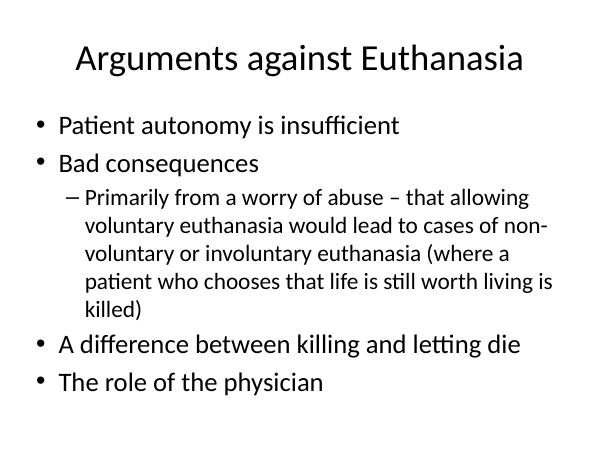 Arguments against Euthanasia
• Patient autonomy is insufficient
• Bad consequences
– Primarily from a worry of abuse – that allowing
voluntary euthanasia would lead to cases of non-
voluntary or involuntary euthanasia (where a
patient who chooses that life is still worth living is
killed)
• A difference between killing and letting die
• The role of the physician